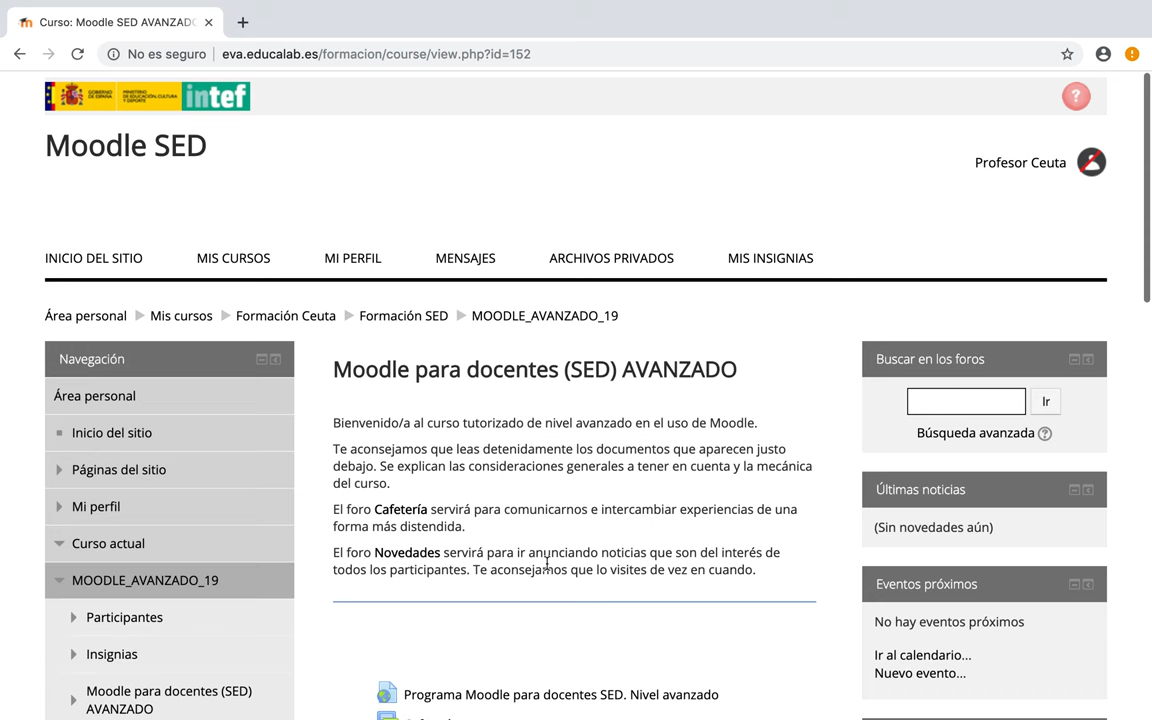 Curso: Moodle SED AVANZADO
No es seguro
eva.educalab.es/formacion/course/view.php?id=152
GOBIERNO DE ESPAÑA
MINISTERIO DE EDUCACIÓN, CULTURA Y DEPORTE
intef
?
Moodle SED
Profesor Ceuta
INICIO DEL SITIO MIS CURSOS MI PERFIL MENSAJES ARCHIVOS PRIVADOS MIS INSIGNIAS
Área personal Mis cursos Formación Ceuta Formación SED MOODLE_AVANZADO_19
Navegación
Área personal
Inicio del sitio
Páginas del sitio
Mi perfil
Curso actual
MOODLE_AVANZADO_19
Participantes
Insignias
Moodle para docentes (SED)
AVANZADO
Moodle para docentes (SED) AVANZADO
Bienvenido/a al curso tutorizado de nivel avanzado en el uso de Moodle.
Te aconsejamos que leas detenidamente los documentos que aparecen justo
debajo. Se explican las consideraciones generales a tener en cuenta y la mecánica
del curso.
El foro Cafetería servirá para comunicarnos e intercambiar experiencias de una
forma más distendida.
El foro Novedades servirá para ir anunciando noticias que son del interés de
todos los participantes. Te aconsejamos que lo visites de vez en cuando.
Programa Moodle para docentes SED. Nivel avanzado
Buscar en los foros
Ir
Búsqueda avanzada ?
Últimas noticias
(Sin novedades aún)
Eventos próximos
No hay eventos próximos
Ir al calendario...
Nuevo evento...